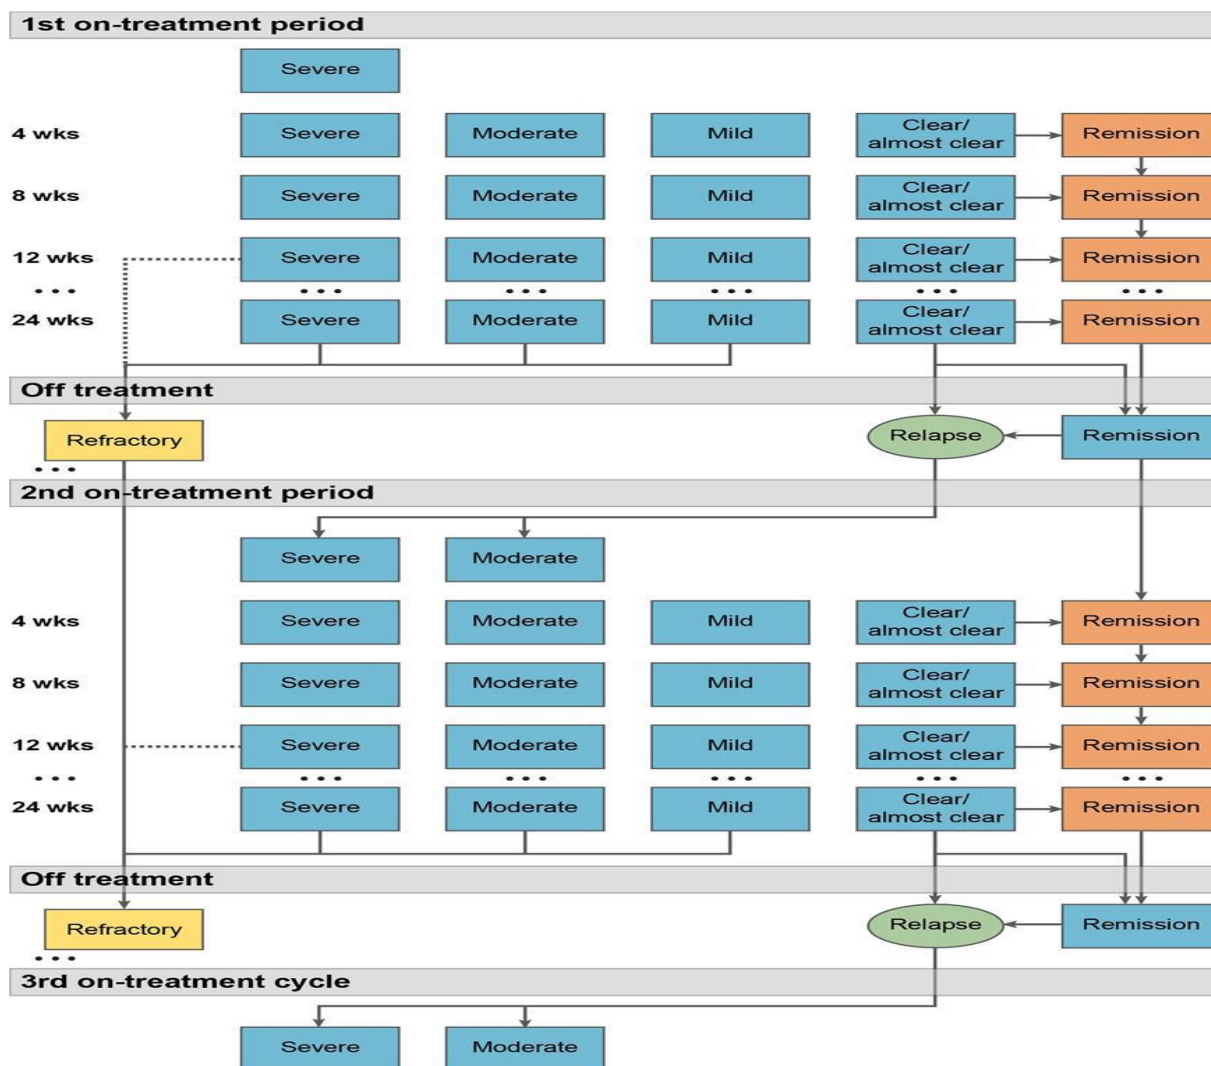 1st on-treatment period
Severe
4 wks Severe Moderate Mild Clear/ Remission
almost clear
8 wks Severe Moderate Mild Clear/ Remission
almost clear
12 wks Severe Moderate Mild Clear/ Remission
almost clear
... ... ... ... ... ...
24 wks Severe Moderate Mild Clear/ Remission
almost clear
Off treatment
Refractory Relapse Remission
...
2nd on-treatment period
Severe Moderate
4 wks Severe Moderate Mild Clear/ Remission
almost clear
8 wks Severe Moderate Mild Clear/ Remission
almost clear
12 wks Severe Moderate Mild Clear/ Remission
almost clear
... ... ... ... ... ...
24 wks Severe Moderate Mild Clear/ Remission
almost clear
Off treatment
Refractory Relapse Remission
...
3rd on-treatment cycle
Severe Moderate